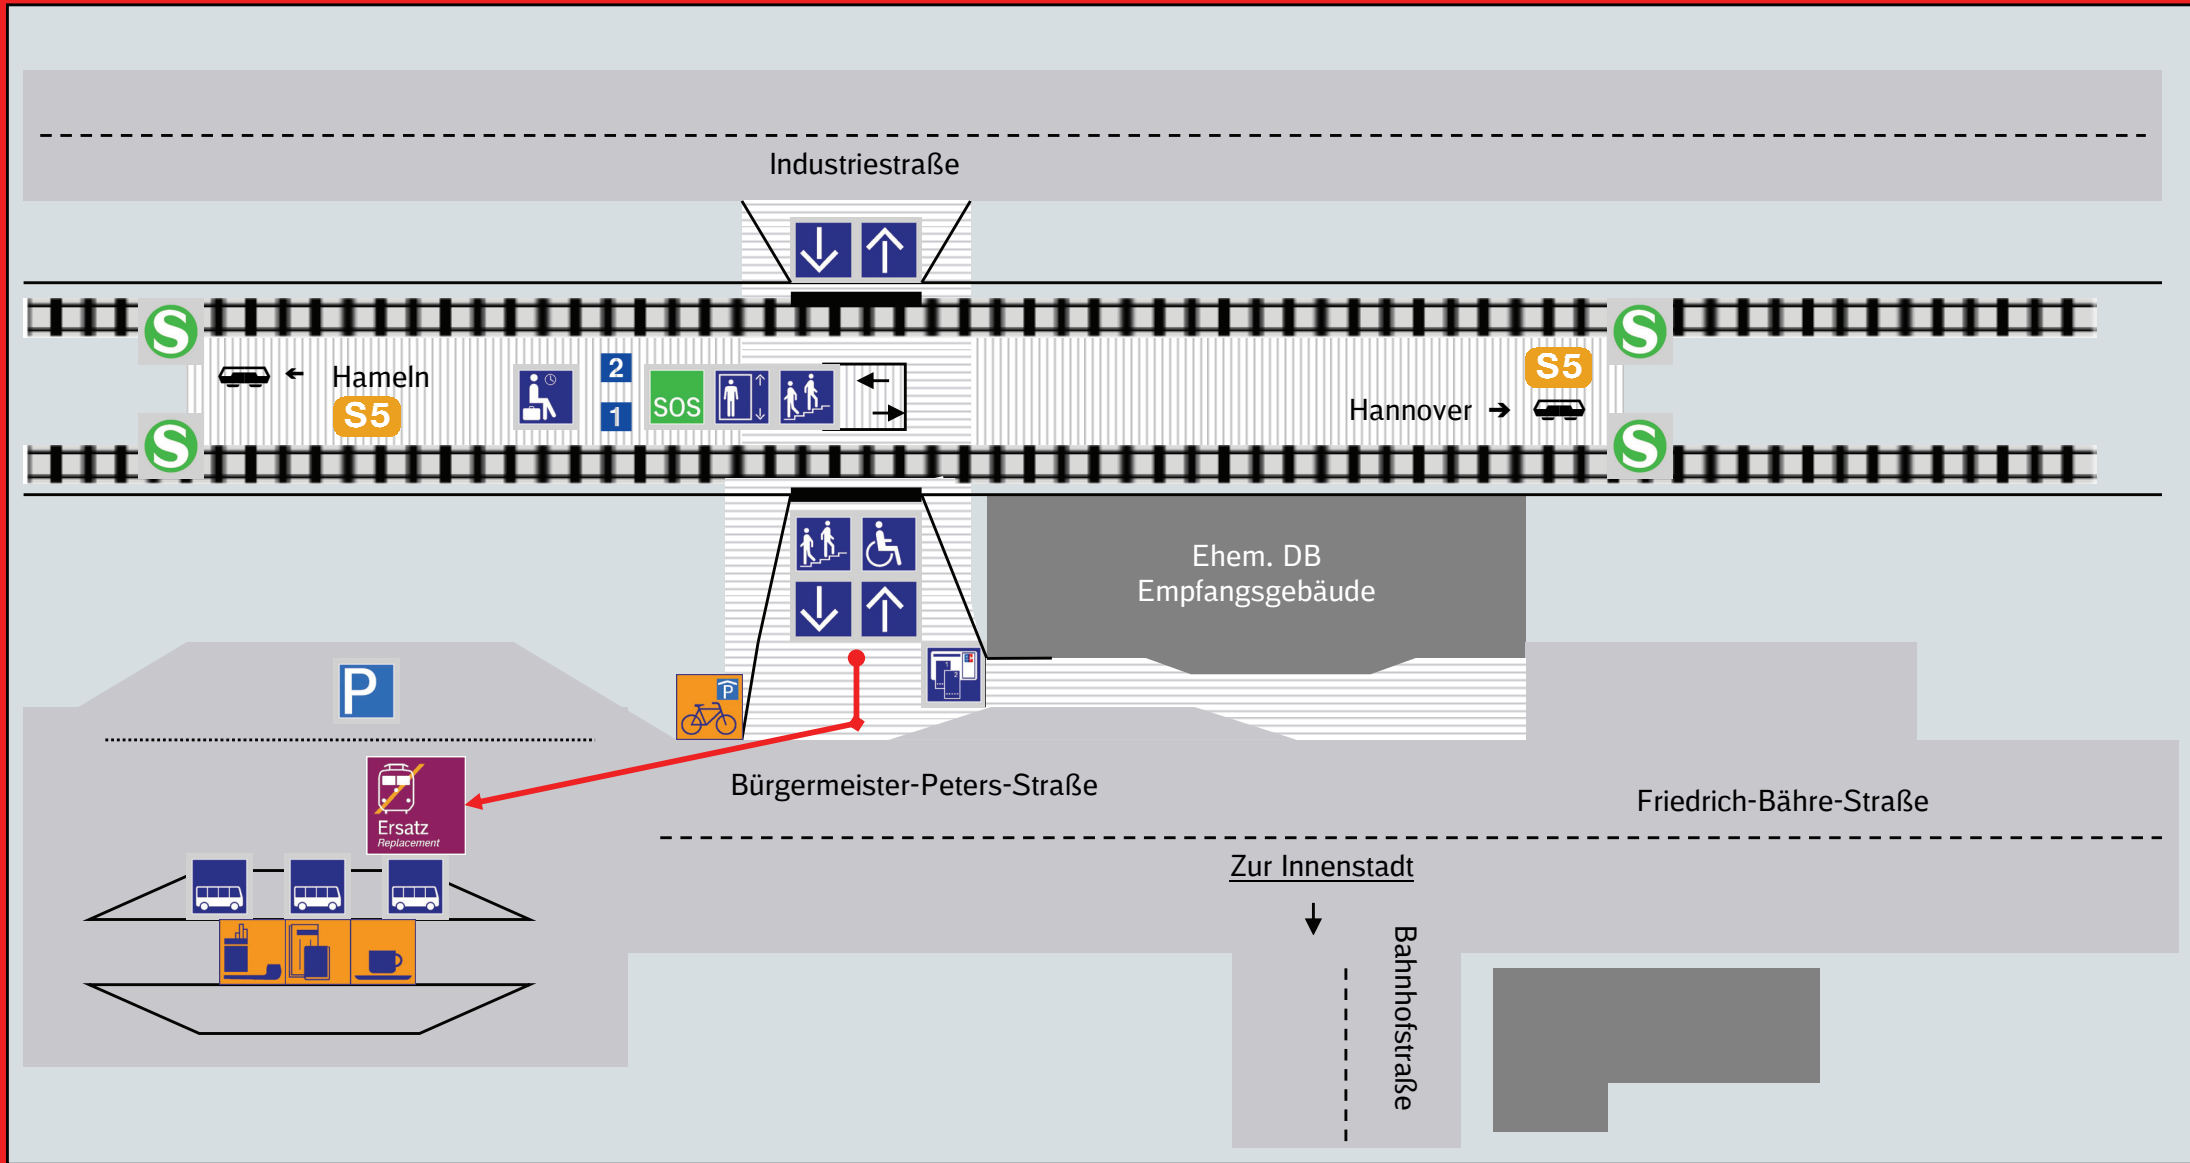 Industriestraße
S
S
Hameln
S5
2
1
SOS
S5
Hannover
S
S
Ehem. DB
Empfangsgebäude
P
P
Ersatz
Replacement
Bürgermeister-Peters-Straße
Friedrich-Bähre-Straße
Zur Innenstadt
Bahnhofstraße